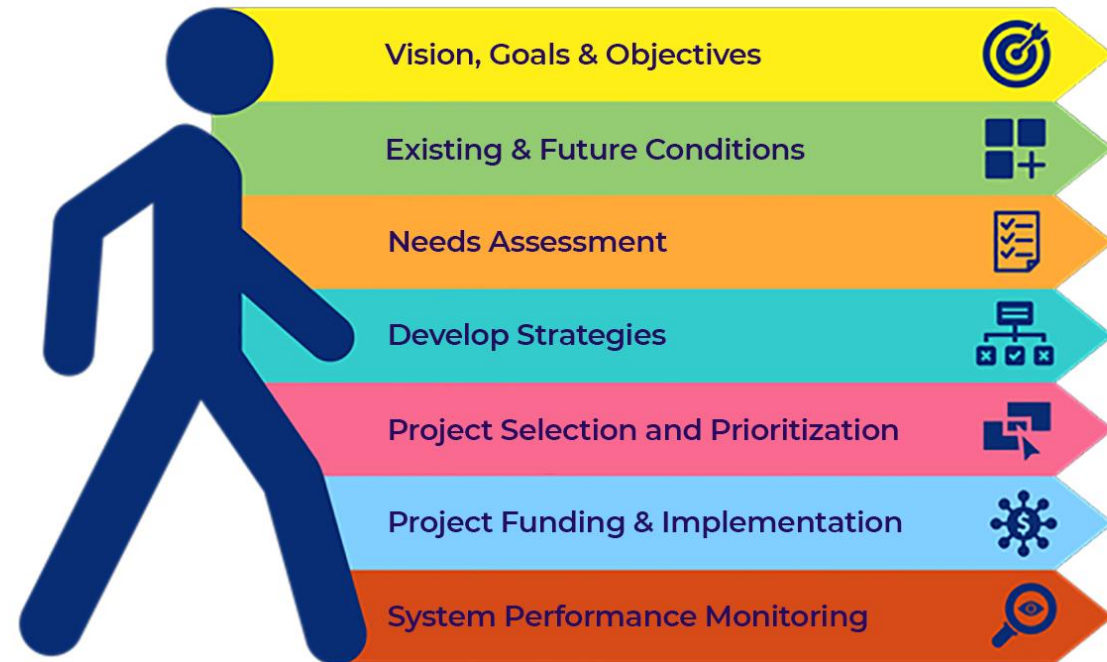 Vision, Goals & Objectives
Existing & Future Conditions
Needs Assessment
Develop Strategies
Project Selection and Prioritization
Project Funding & Implementation
$
System Performance Monitoring